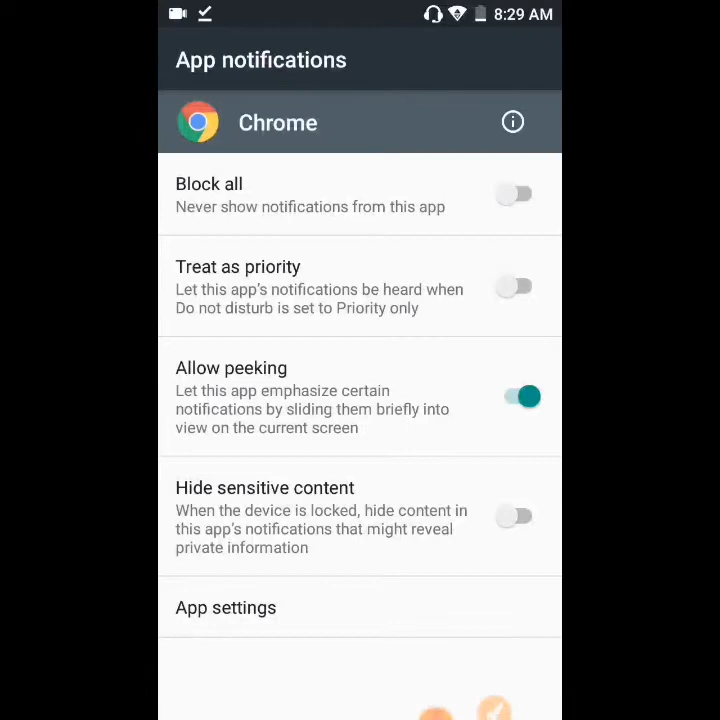 8:29 AM
App notifications
Chrome
Block all
Never show notifications from this app
Treat as priority
Let this app's notifications be heard when
Do not disturb is set to Priority only
Allow peeking
Let this app emphasize certain
notifications by sliding them briefly into
view on the current screen
Hide sensitive content
When the device is locked, hide content in
this app's notifications that might reveal
private information
App settings